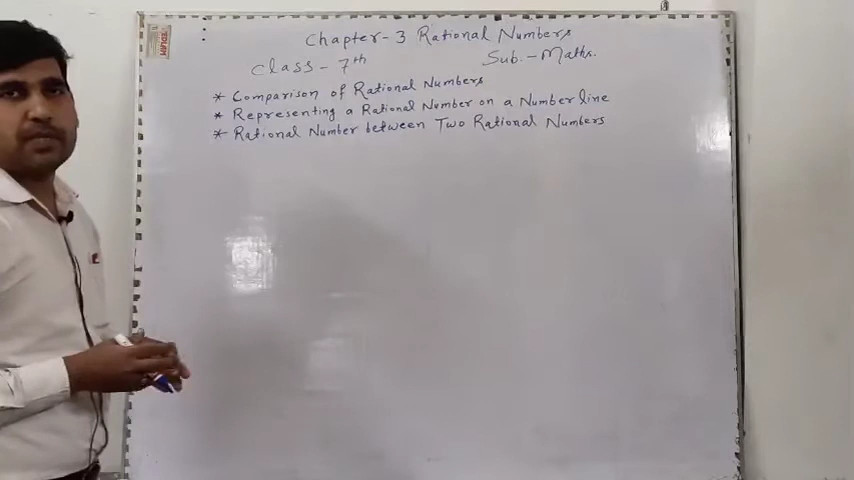 Chapter-3 Rational Numbers
Class-7th Sub.-Maths.
* Comparison of Rational Numbers
* Representing a Rational Number on a Number line
* Rational Number between Two Rational Numbers